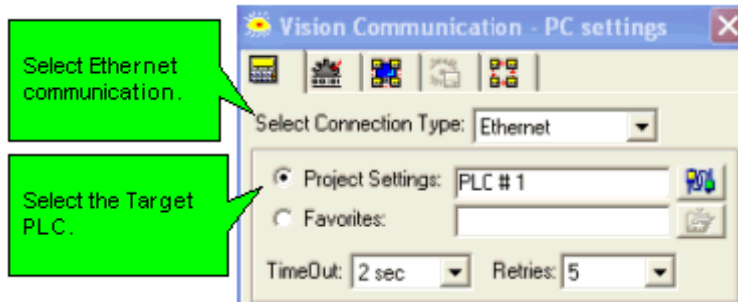 Vision Communication - PC settings
Select Ethernet
communication.
Select Connection Type: Ethernet
Select the Target
PLC.
Project Settings: PLC # 1
Favorites:
TimeOut: 2 sec Retries: 5